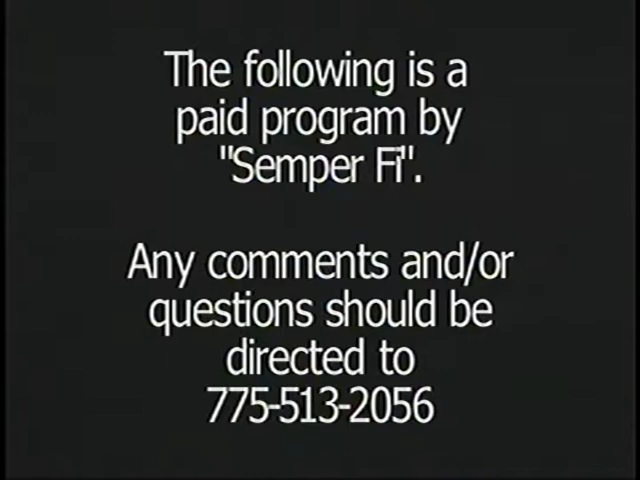 The following is a
paid program by
"Semper Fi".
Any comments and/or
questions should be
directed to
775-513-2056